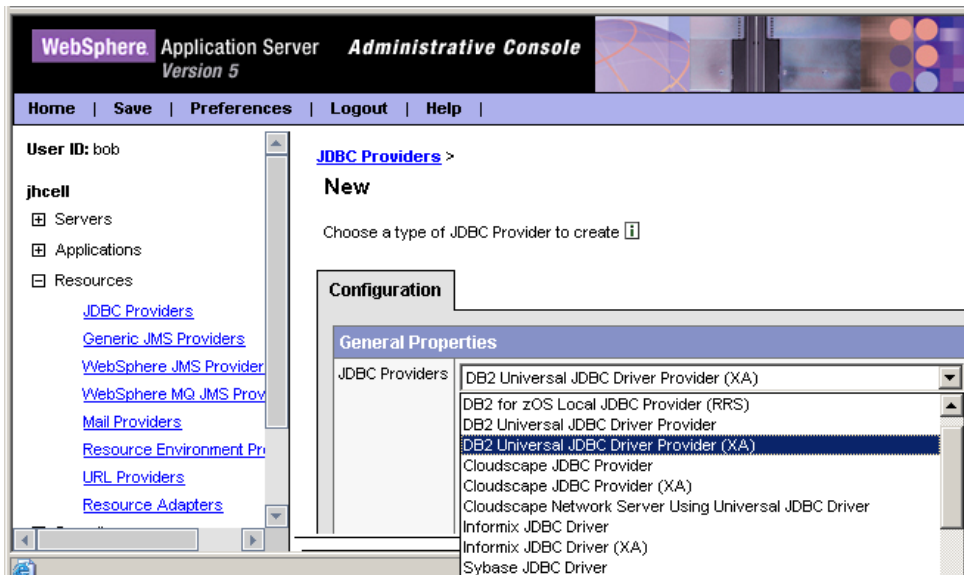 WebSphere Application Server Administrative Console
Version 5
Home | Save | Preferences | Logout | Help |
User ID: bob
jhcell
Servers
Applications
Resources
JDBC Providers
Generic JMS Providers
WebSphere JMS Provider
WebSphere MQ JMS Prov
Mail Providers
Resource Environment Pr
URL Providers
Resource Adapters
JDBC Providers >
New
Choose a type of JDBC Provider to create i
Configuration
General Properties
JDBC Providers
DB2 Universal JDBC Driver Provider (XA)
DB2 for zOS Local JDBC Provider (RRS)
DB2 Universal JDBC Driver Provider
DB2 Universal JDBC Driver Provider (XA)
Cloudscape JDBC Provider
Cloudscape JDBC Provider (XA)
Cloudscape Network Server Using Universal JDBC Driver
Informix JDBC Driver
Informix JDBC Driver (XA)
Sybase JDBC Driver